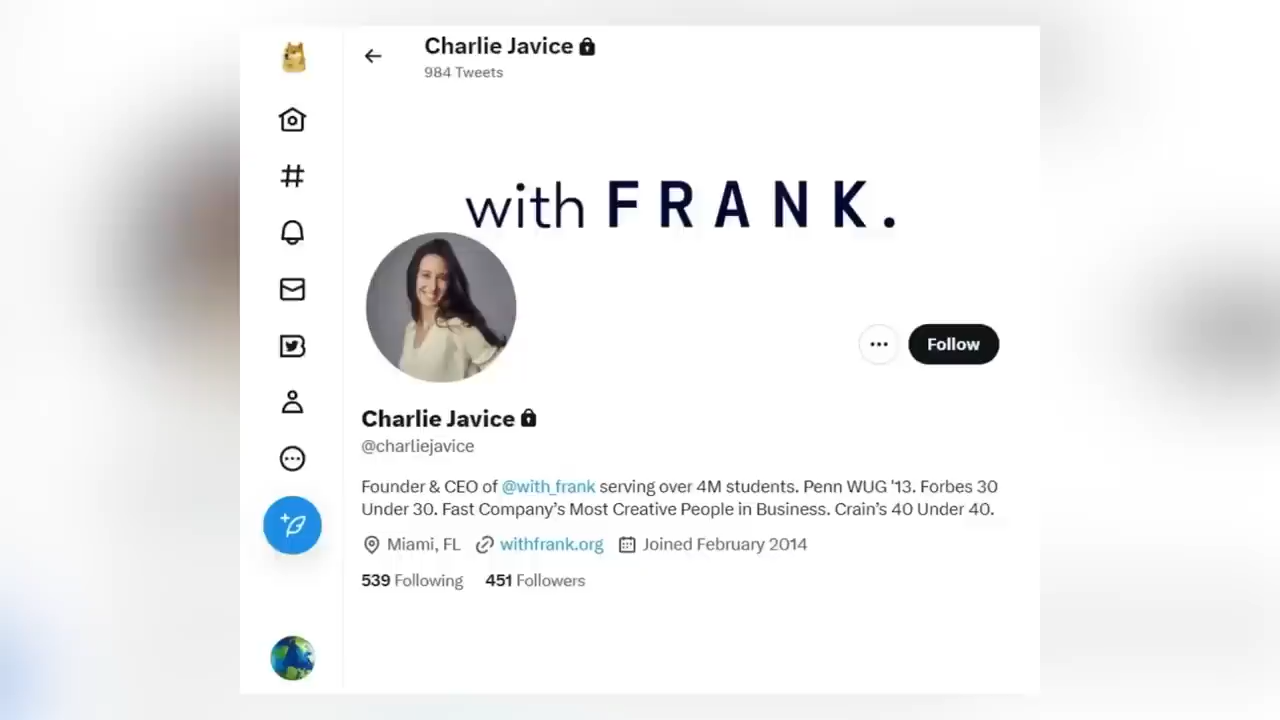 Charlie Javice
984 Tweets
with FRANK.
Follow
Charlie Javice
@charliejavice
Founder & CEO of @with_frank serving over 4M students. Penn WUG '13. Forbes 30
Under 30. Fast Company’s Most Creative People in Business. Crain’s 40 Under 40.
Miami, FL withfrank.org Joined February 2014
539 Following 451 Followers